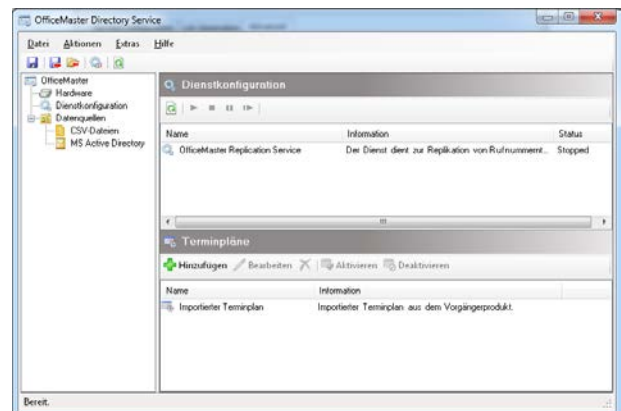 OfficeMaster Directory Service
Datei Aktionen Extras Hilfe
OfficeMaster
Hardware
Dienstkonfiguration
Datenquellen
CSV-Dateien
MS Active Directory
Dienstkonfiguration
Name Information Status
OfficeMaster Replication Service Der Dienst dient zur Replikation von Rufnummernt... Stopped
Terminpläne
Hinzufügen Bearbeiten Aktivieren Deaktivieren
Name Information
Importierter Terminplan Importierter Terminplan aus dem Vorgängerprodukt.
Bereit.